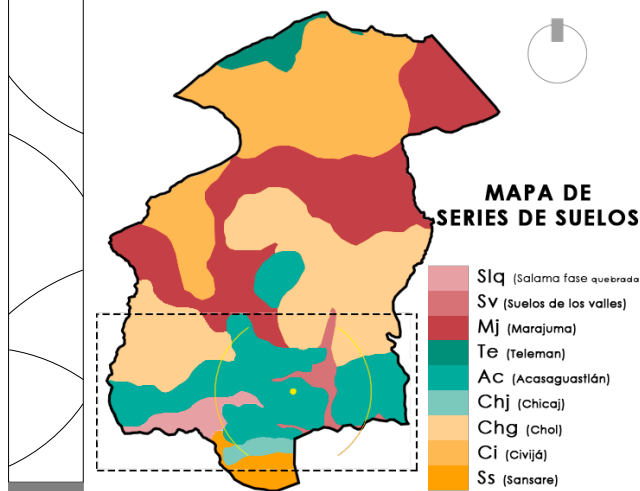 MAPA DE
SERIES DE SUELOS
Slq (Salama fase quebrada
Sv (Suelos de los valles)
Mj (Marajuma)
Te (Teleman)
Ac (Acasaguastlán)
Chj (Chicaj)
Chg (Chol)
Ci (Civijá)
Ss (Sansare)